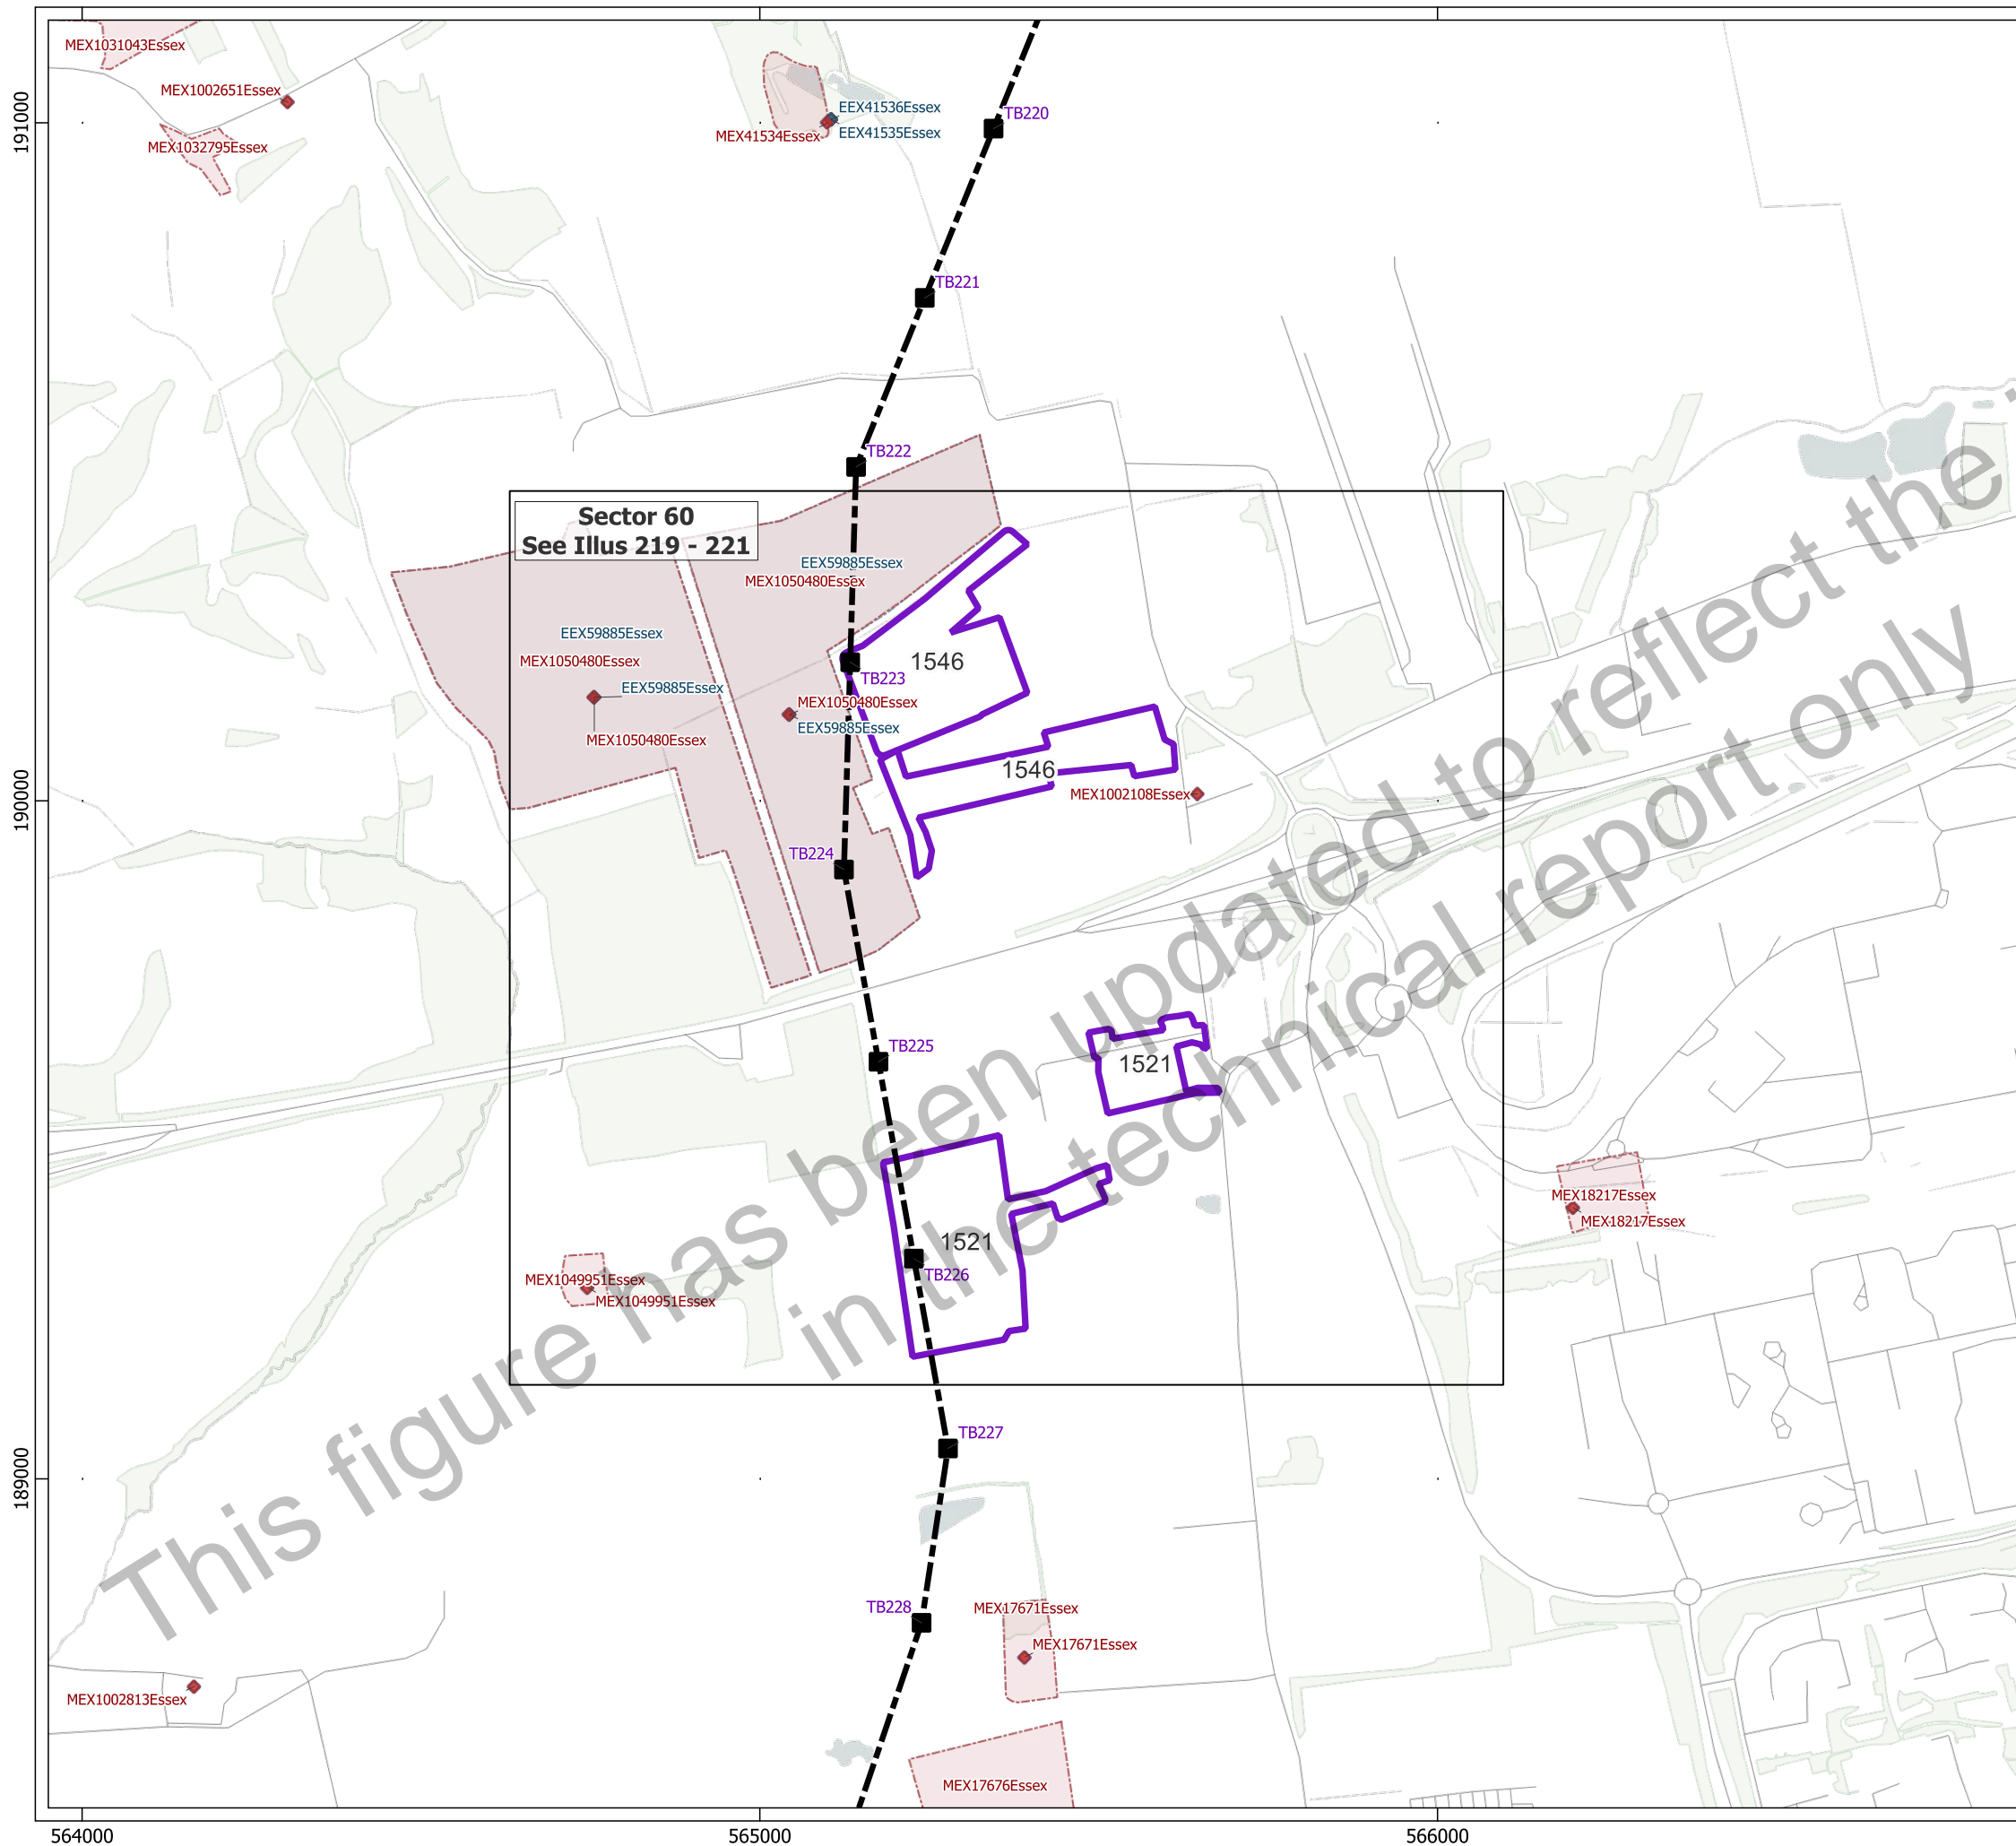 MEX1031043Essex
MEX1002651Essex
MEX1032795Essex
EEX41536Essex
MEX41534Essex
EEX41535Essex
TB220
191000
TB221
TB222
Sector 60
See Illus 219 - 221
EEX59885Essex
MEX1050480Essex
EEX59885Essex
MEX1050480Essex
EEX59885Essex
MEX1050480Essex
1546
TB223
MEX1050480Essex
EEX59885Essex
1546
MEX1002108Essex
190000
TB224
TB225
1521
1521
TB226
MEX18217Essex
MEX18217Essex
MEX1049951Essex
MEX1049951Essex
TB227
189000
TB228
MEX17671Essex
MEX17671Essex
MEX1002813Essex
MEX17676Essex
564000
565000
566000
This figure has been updated to reflect the
in the technical report only